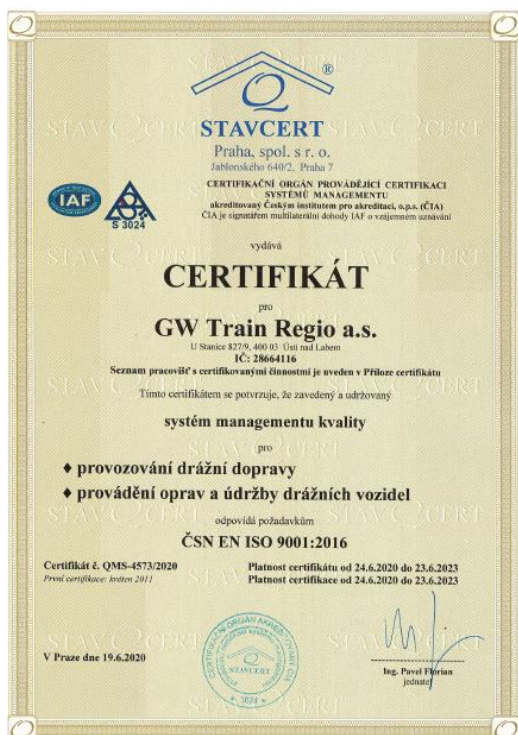 ®
STAVCERT
Praha, spol. s r. o.
Jablonského 640/2, Praha 7
CERTIFIKAČNÍ ORGÁN PROVÁDĚJÍCÍ CERTIFIKACI
SYSTÉMŮ MANAGEMENTU
akreditovaný Českým institutem pro akreditaci, o.p.s. (ČIA)
ČIA je signatářem multilaterální dohody IAF o vzájemném uznávání
IAF
S 3024
vydává
CERTIFIKÁT
pro
GW Train Regio a.s.
U Stanice 827/9, 400 03 Ústí nad Labem
IČ: 28664116
Seznam pracovišť s certifikovanými činnostmi je uveden v Příloze certifikátu
Tímto certifikátem se potvrzuje, že zavedený a udržovaný
systém managementu kvality
pro
♦ provozování drážní dopravy
♦ provádění oprav a údržby drážních vozidel
odpovídá požadavkům
ČSN EN ISO 9001:2016
Certifikát č. QMS-4573/2020
První certifikace: květen 2011
Platnost certifikátu od 24.6.2020 do 23.6.2023
Platnost certifikace od 24.6.2020 do 23.6.2023
V Praze dne 19.6.2020
STAVCERT
3024
Ing. Pavel Florian
jednatel